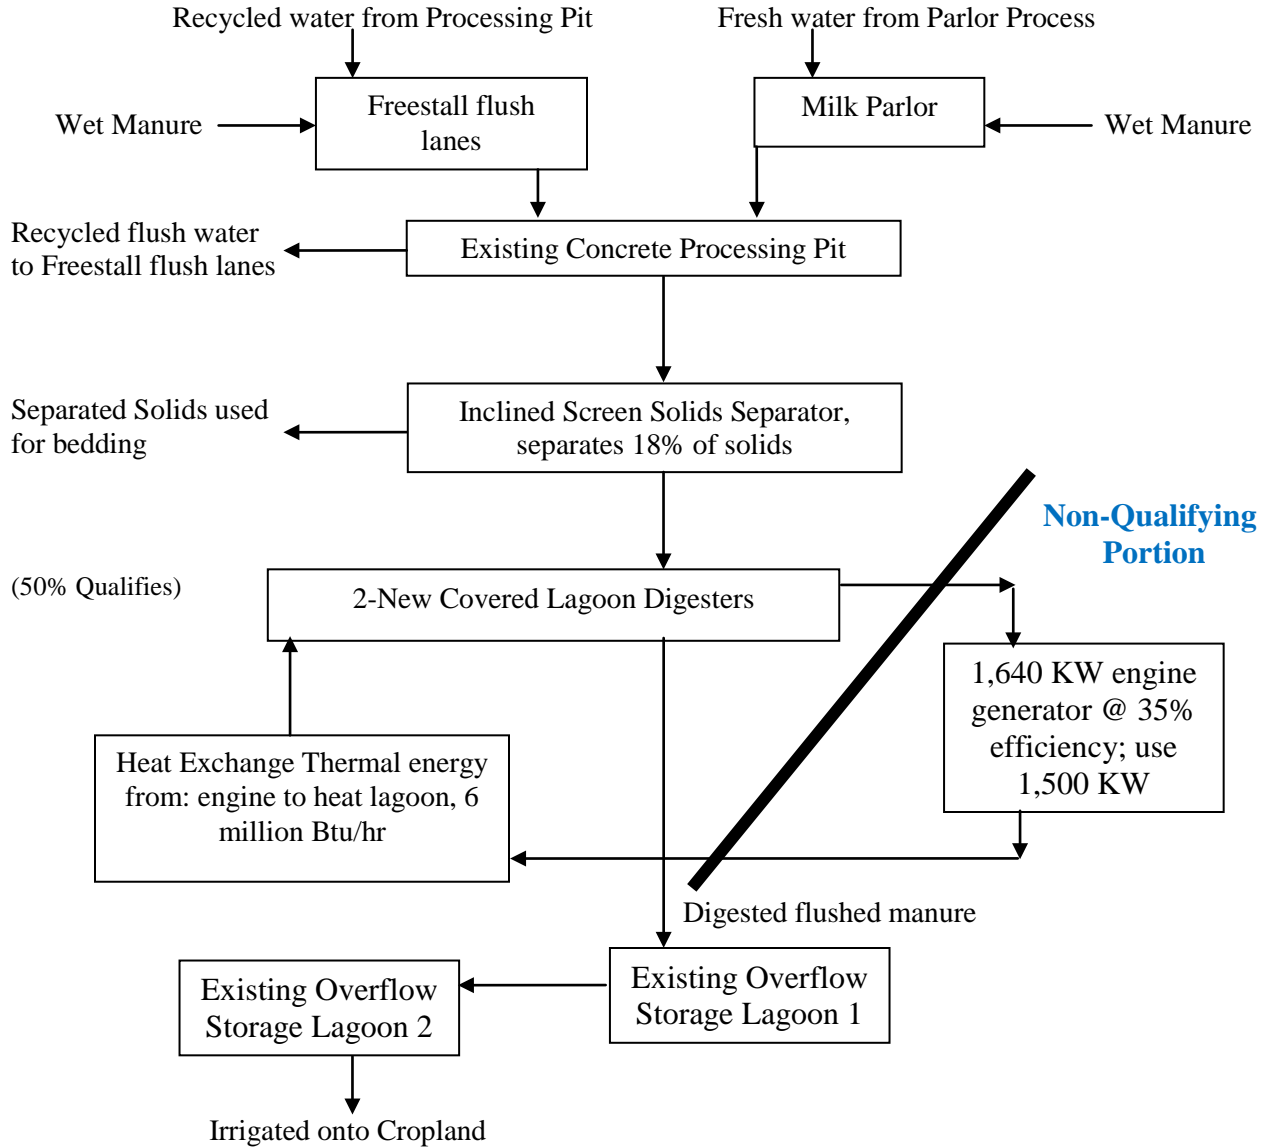 Recycled water from Processing Pit
Fresh water from Parlor Process
Freestall flush
lanes
Milk Parlor
Wet Manure
Wet Manure
Recycled flush water
to Freestall flush lanes
Existing Concrete Processing Pit
Separated Solids used
for bedding
Inclined Screen Solids Separator,
separates 18% of solids
Non-Qualifying
Portion
(50% Qualifies)
2-New Covered Lagoon Digesters
1,640 KW engine
generator @ 35%
efficiency; use
1,500 KW
Heat Exchange Thermal energy
from: engine to heat lagoon, 6
million Btu/hr
Digested flushed manure
Existing Overflow
Storage Lagoon 1
Existing Overflow
Storage Lagoon 2
Irrigated onto Cropland